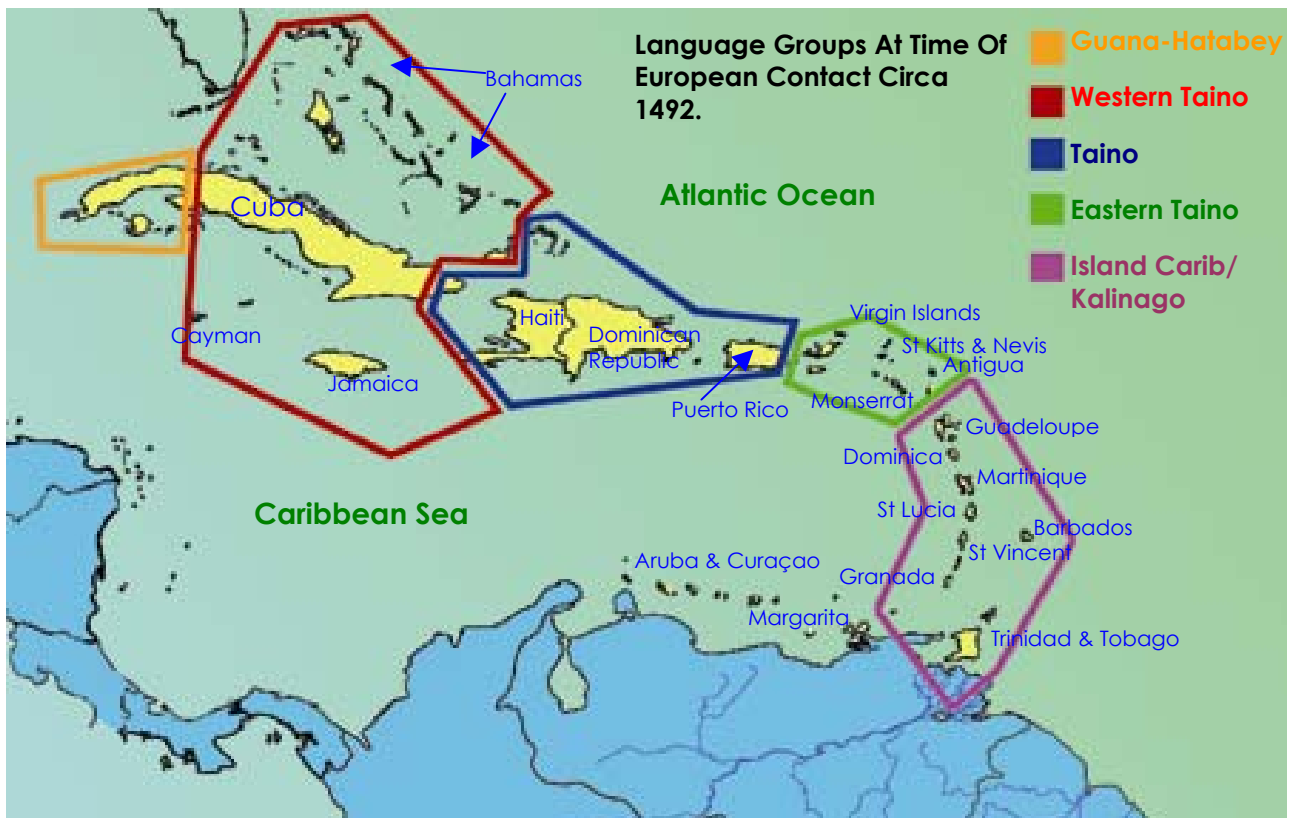 Language Groups At Time Of
European Contact Circa
1492.
Guana-Hatabey
Western Taino
Taino
Eastern Taino
Island Carib/
Kalinago
Bahamas
Atlantic Ocean
Cuba
Cayman
Jamaica
Haiti
Dominican
Republic
Puerto Rico
Virgin Islands
St Kitts & Nevis
Antigua
Monserrat
Guadeloupe
Dominica
Martinique
St Lucia
Barbados
St Vincent
Granada
Caribbean Sea
Aruba & Curaçao
Margarita
Trinidad & Tobago